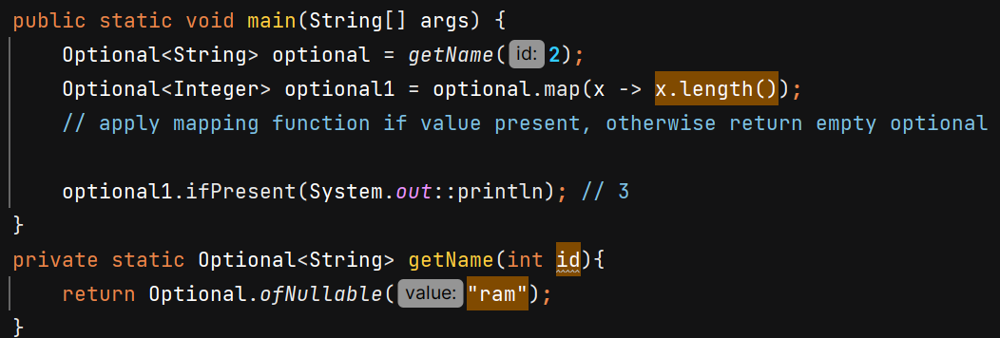 public static void main(String[] args) {
    Optional<String> optional = getName( id: 2);
    Optional<Integer> optional1 = optional.map(x -> x.length());
    // apply mapping function if value present, otherwise return empty optional
    optional1.ifPresent(System.out::println); // 3
}
private static Optional<String> getName(int id){
    return Optional.ofNullable( value: "ram");
}